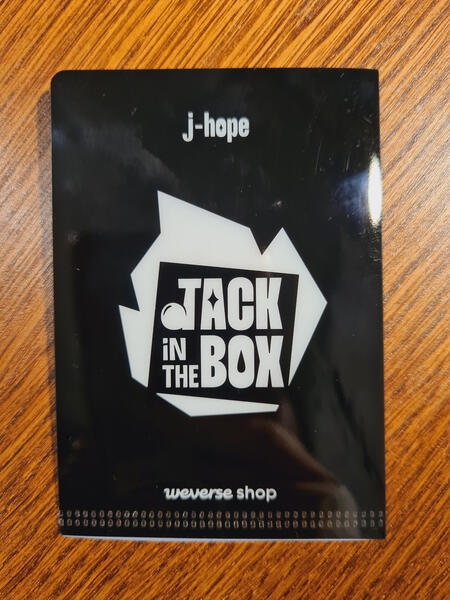 j-hope
JACK
iN
THE BOX
weverse shop